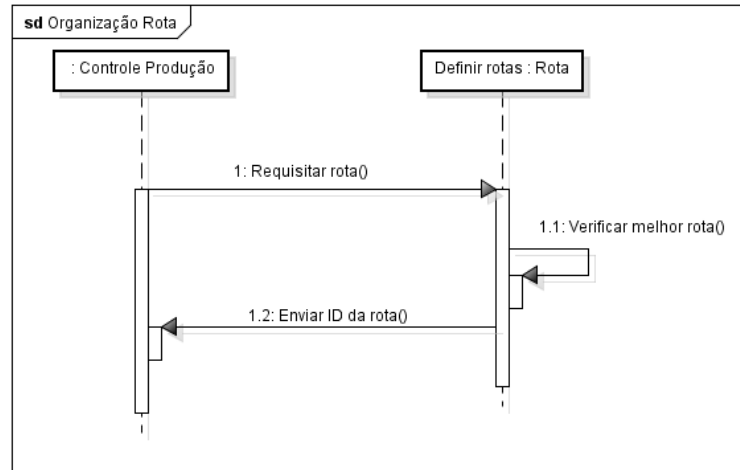 sd Organização Rota
: Controle Produção
Definir rotas : Rota
1: Requisitar rota()
1.1: Verificar melhor rota()
1.2: Enviar ID da rota()